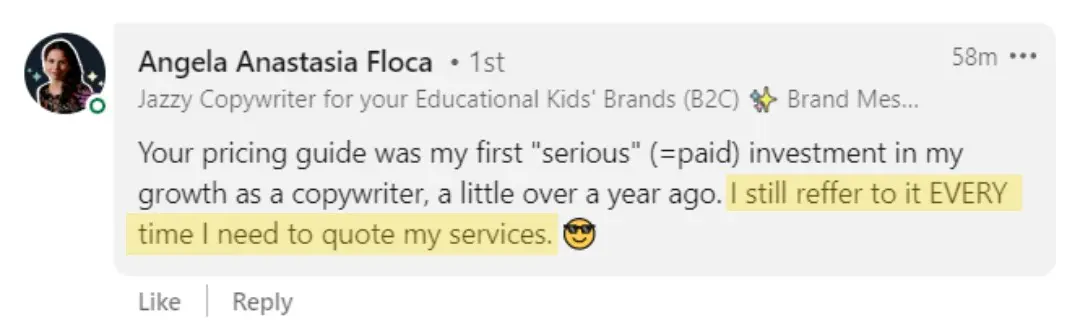 Angela Anastasia Floca • 1st
58m •••
Jazzy Copywriter for your Educational Kids' Brands (B2C) ✨ Brand Mes...
Your pricing guide was my first "serious" (=paid) investment in my
growth as a copywriter, a little over a year ago. I still reffer to it EVERY
time I need to quote my services. 😎
Like
Reply